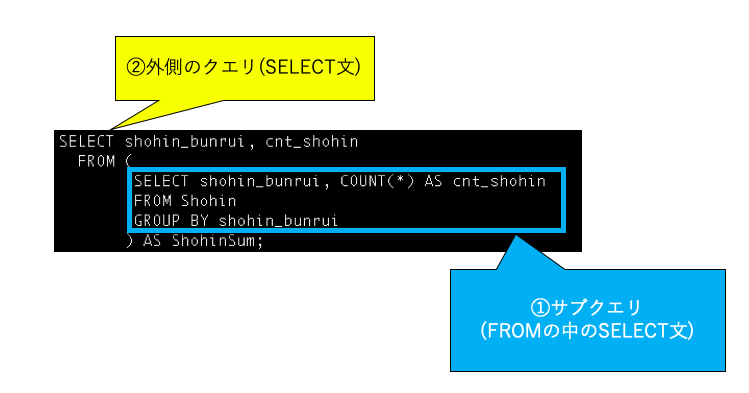 ②外側のクエリ(SELECT文)
SELECT shohin_bunrui, cnt_shohin
FROM (
SELECT shohin_bunrui, COUNT(*) AS cnt_shohin
FROM Shohin
GROUP BY shohin_bunrui
) AS ShohinSum;
①サブクエリ
(FROMの中のSELECT文)